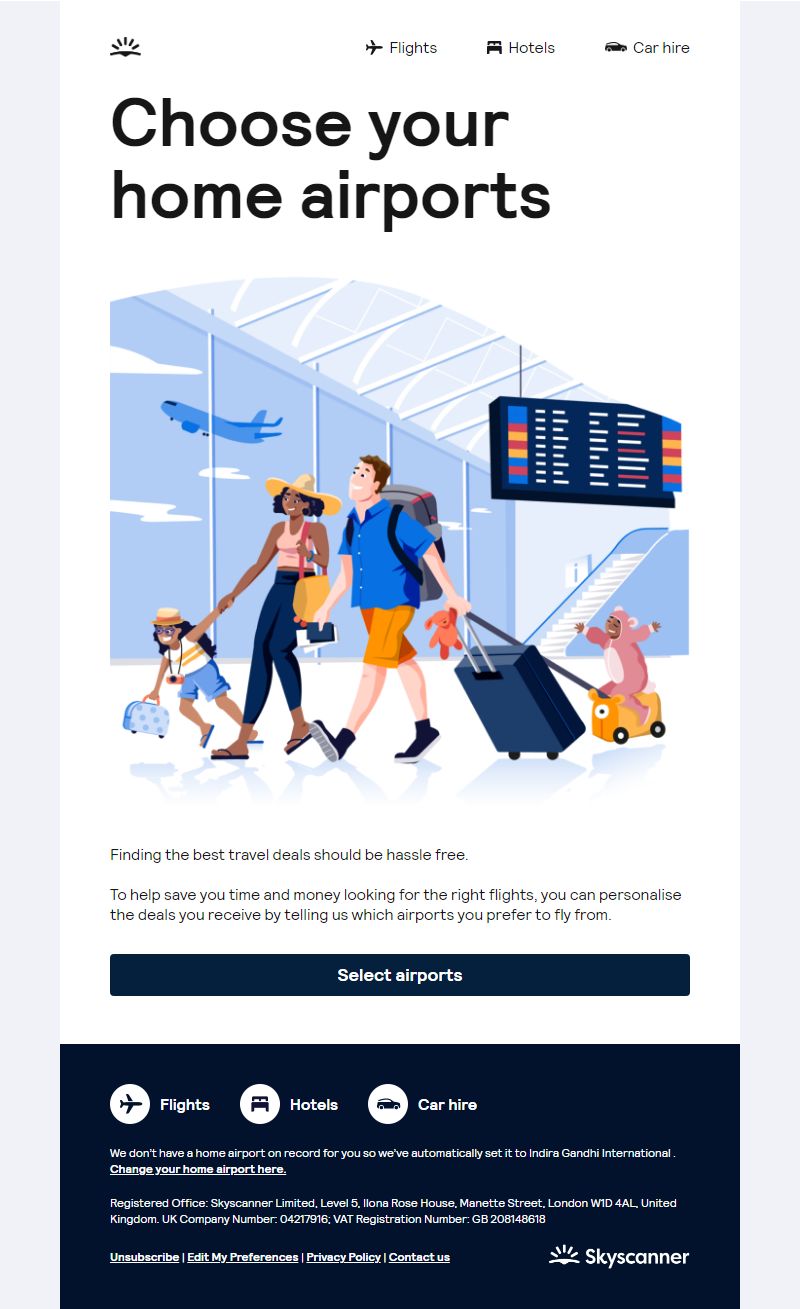 Flights Hotels Car hire
Choose your
home airports
Finding the best travel deals should be hassle free.
To help save you time and money looking for the right flights, you can personalise
the deals you receive by telling us which airports you prefer to fly from.
Select airports
Flights Hotels Car hire
We don't have a home airport on record for you so we've automatically set it to Indira Gandhi International .
Change your home airport here.
Registered Office: Skyscanner Limited, Level 5, Ilona Rose House, Manette Street, London W1D 4AL, United
Kingdom. UK Company Number: 04217916; VAT Registration Number: GB 208148618
Unsubscribe | Edit My Preferences | Privacy Policy | Contact us
Skyscanner